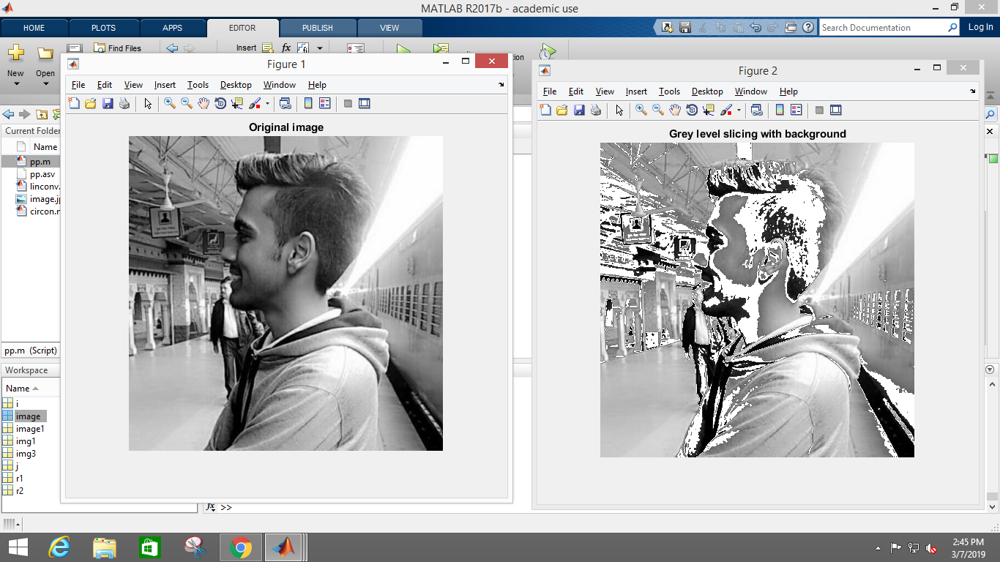 MATLAB R2017b - academic use
HOME PLOTS APPS EDITOR PUBLISH VIEW
Search Documentation
Log In
New
Open
Find Files
Insert
fx
Current Folder
Name
pp.m
pp.asv
linconv.
image.j
circon.
pp.m (Script)
Workspace
Name
i
image
image1
img1
img3
j
r1
r2
Figure 1
File Edit View Insert Tools Desktop Window Help
Original image
Figure 2
File Edit View Insert Tools Desktop Window Help
Grey level slicing with background
fx >>
2:45 PM
3/7/2019